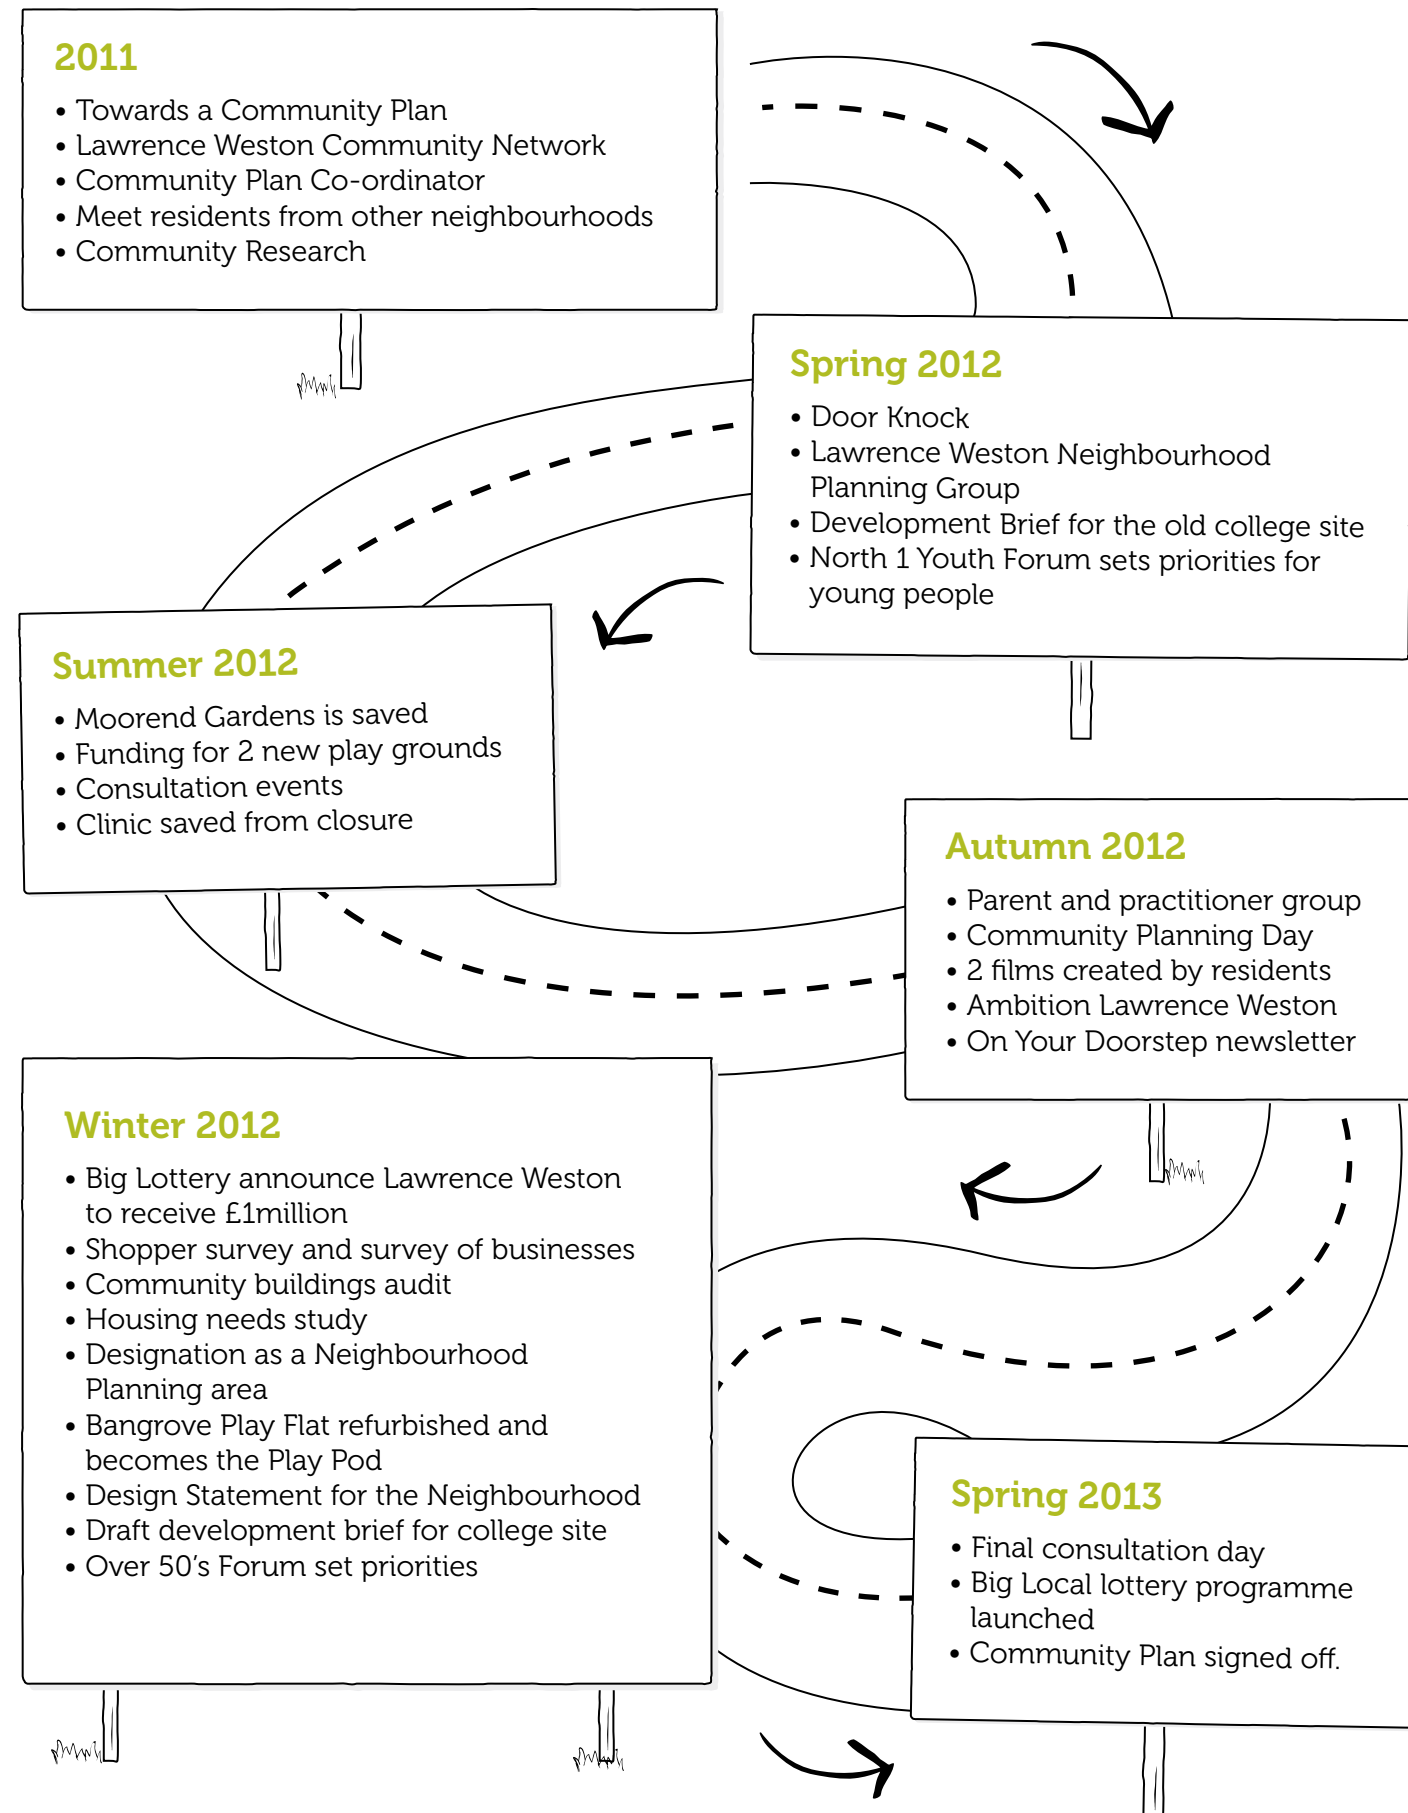 2011
• Towards a Community Plan
• Lawrence Weston Community Network
• Community Plan Co-ordinator
• Meet residents from other neighbourhoods
• Community Research
Spring 2012
• Door Knock
• Lawrence Weston Neighbourhood
Planning Group
• Development Brief for the old college site
• North 1 Youth Forum sets priorities for
young people
Summer 2012
• Moorend Gardens is saved
• Funding for 2 new play grounds
• Consultation events
• Clinic saved from closure
Autumn 2012
• Parent and practitioner group
• Community Planning Day
• 2 films created by residents
• Ambition Lawrence Weston
• On Your Doorstep newsletter
Winter 2012
• Big Lottery announce Lawrence Weston
to receive £1million
• Shopper survey and survey of businesses
• Community buildings audit
• Housing needs study
• Designation as a Neighbourhood
Planning area
• Bangrove Play Flat refurbished and
becomes the Play Pod
• Design Statement for the Neighbourhood
• Draft development brief for college site
• Over 50's Forum set priorities
Spring 2013
• Final consultation day
• Big Local lottery programme
launched
• Community Plan signed off.